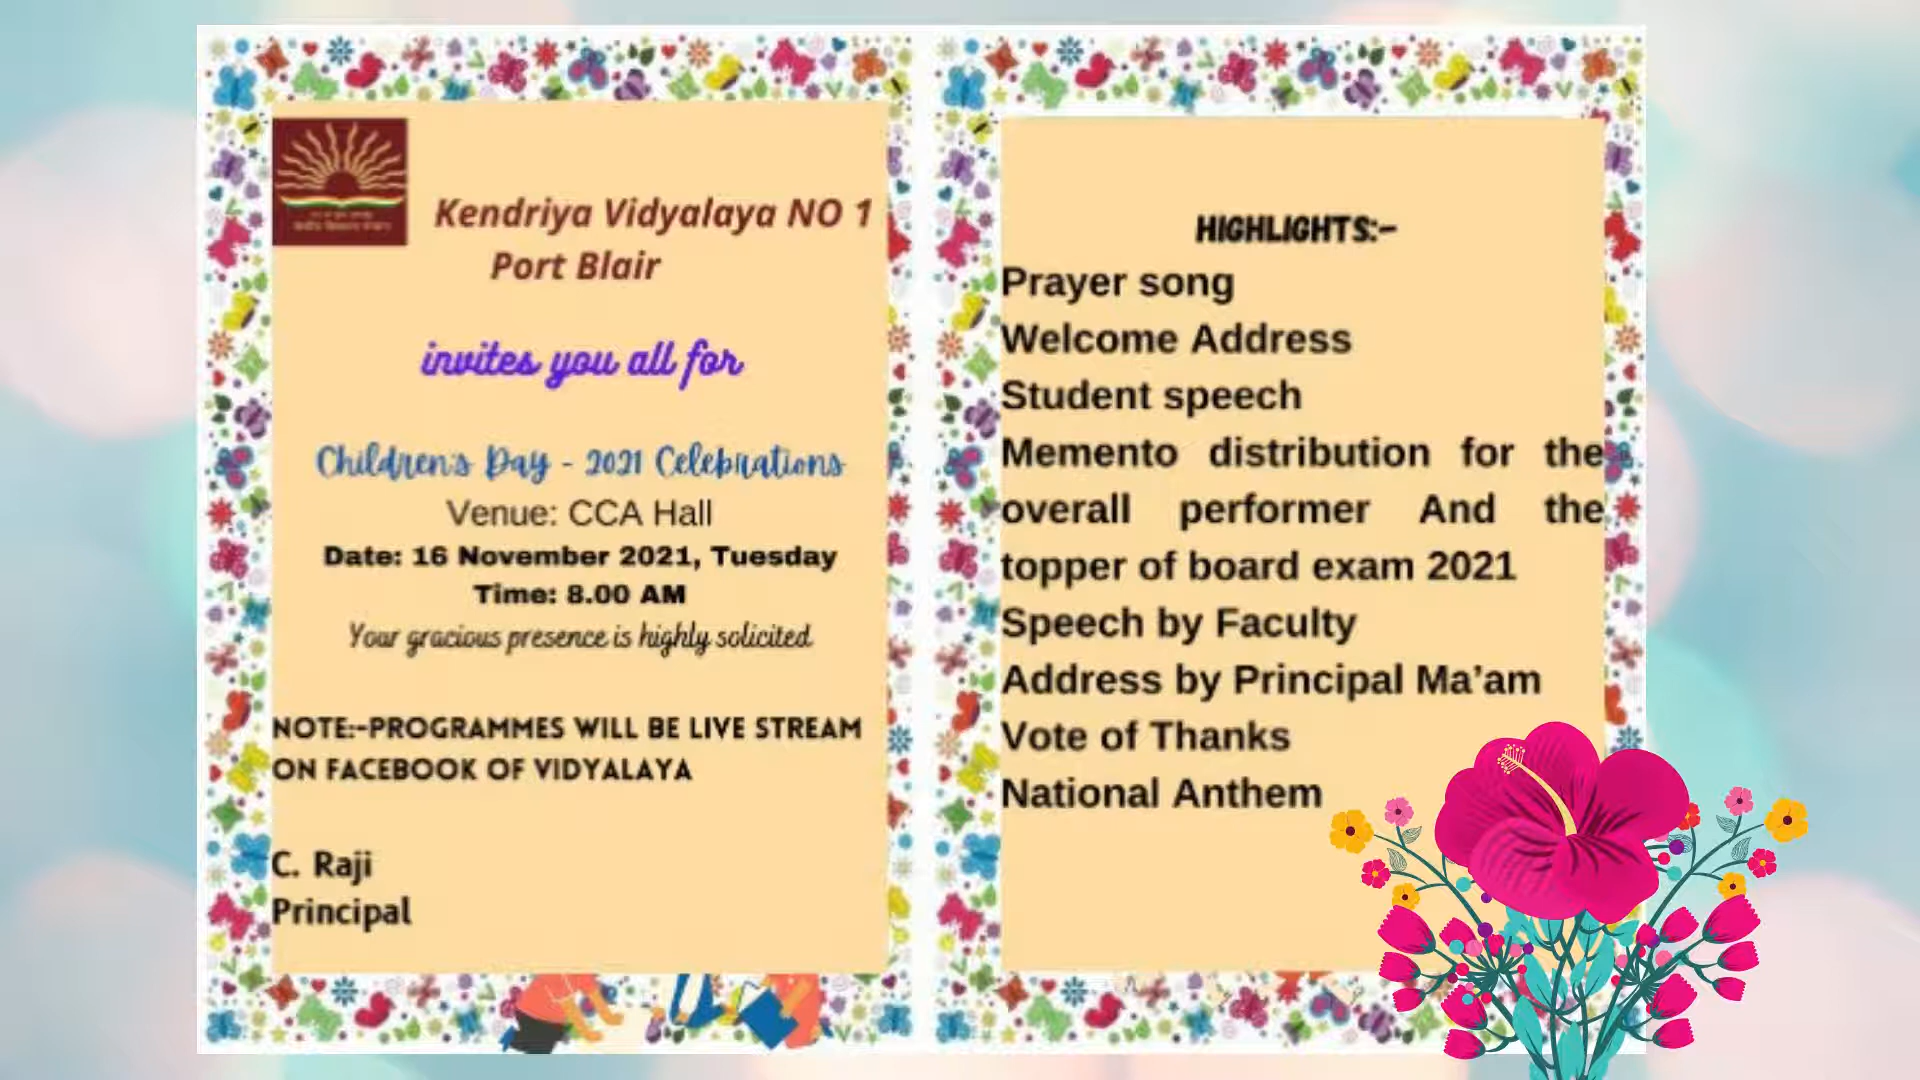 Kendriya Vidyalaya NO 1
Port Blair
invites you all for
Children's Day - 2021 Celebrations
Venue: CCA Hall
Date: 16 November 2021, Tuesday
Time: 8.00 AM
Your gracious presence is highly solicited
NOTE:-PROGRAMMES WILL BE LIVE STREAM
ON FACEBOOK OF VIDYALAYA
C. Raji
Principal
HIGHLIGHTS:-
Prayer song
Welcome Address
Student speech
Memento distribution for the
overall performer And the
topper of board exam 2021
Speech by Faculty
Address by Principal Ma'am
Vote of Thanks
National Anthem